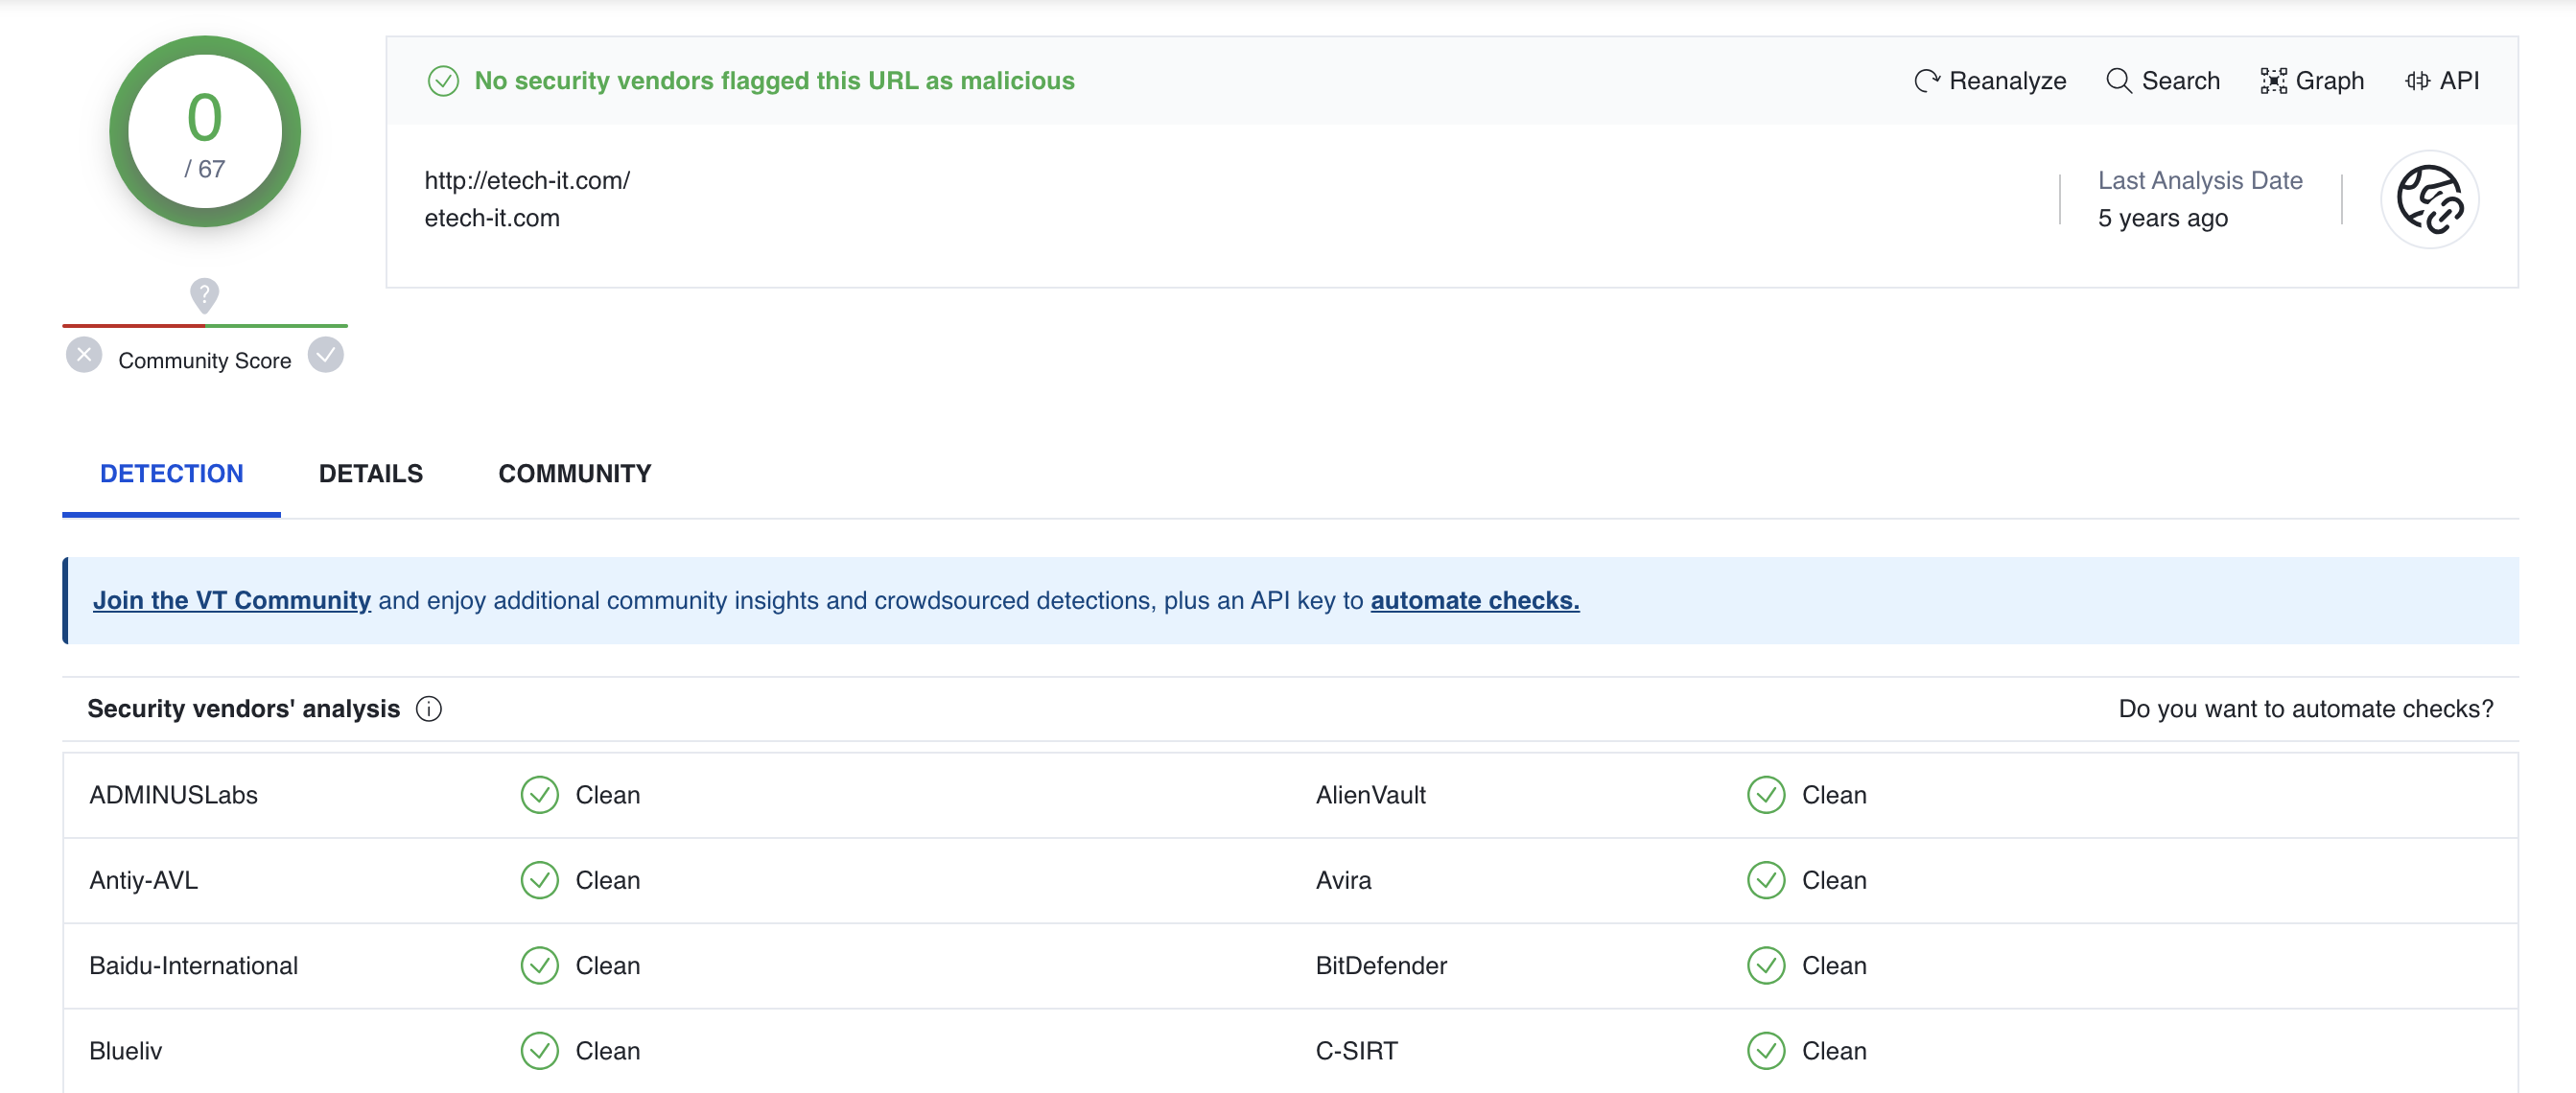 0
/ 67
Community Score
No security vendors flagged this URL as malicious
Reanalyze Search Graph API
http://etech-it.com/
etech-it.com
Last Analysis Date
5 years ago
DETECTION DETAILS COMMUNITY
Join the VT Community and enjoy additional community insights and crowdsourced detections, plus an API key to automate checks.
Security vendors' analysis Do you want to automate checks?
ADMINUSLabs Clean AlienVault Clean
Antiy-AVL Clean Avira Clean
Baidu-International Clean BitDefender Clean
Blueliv Clean C-SIRT Clean